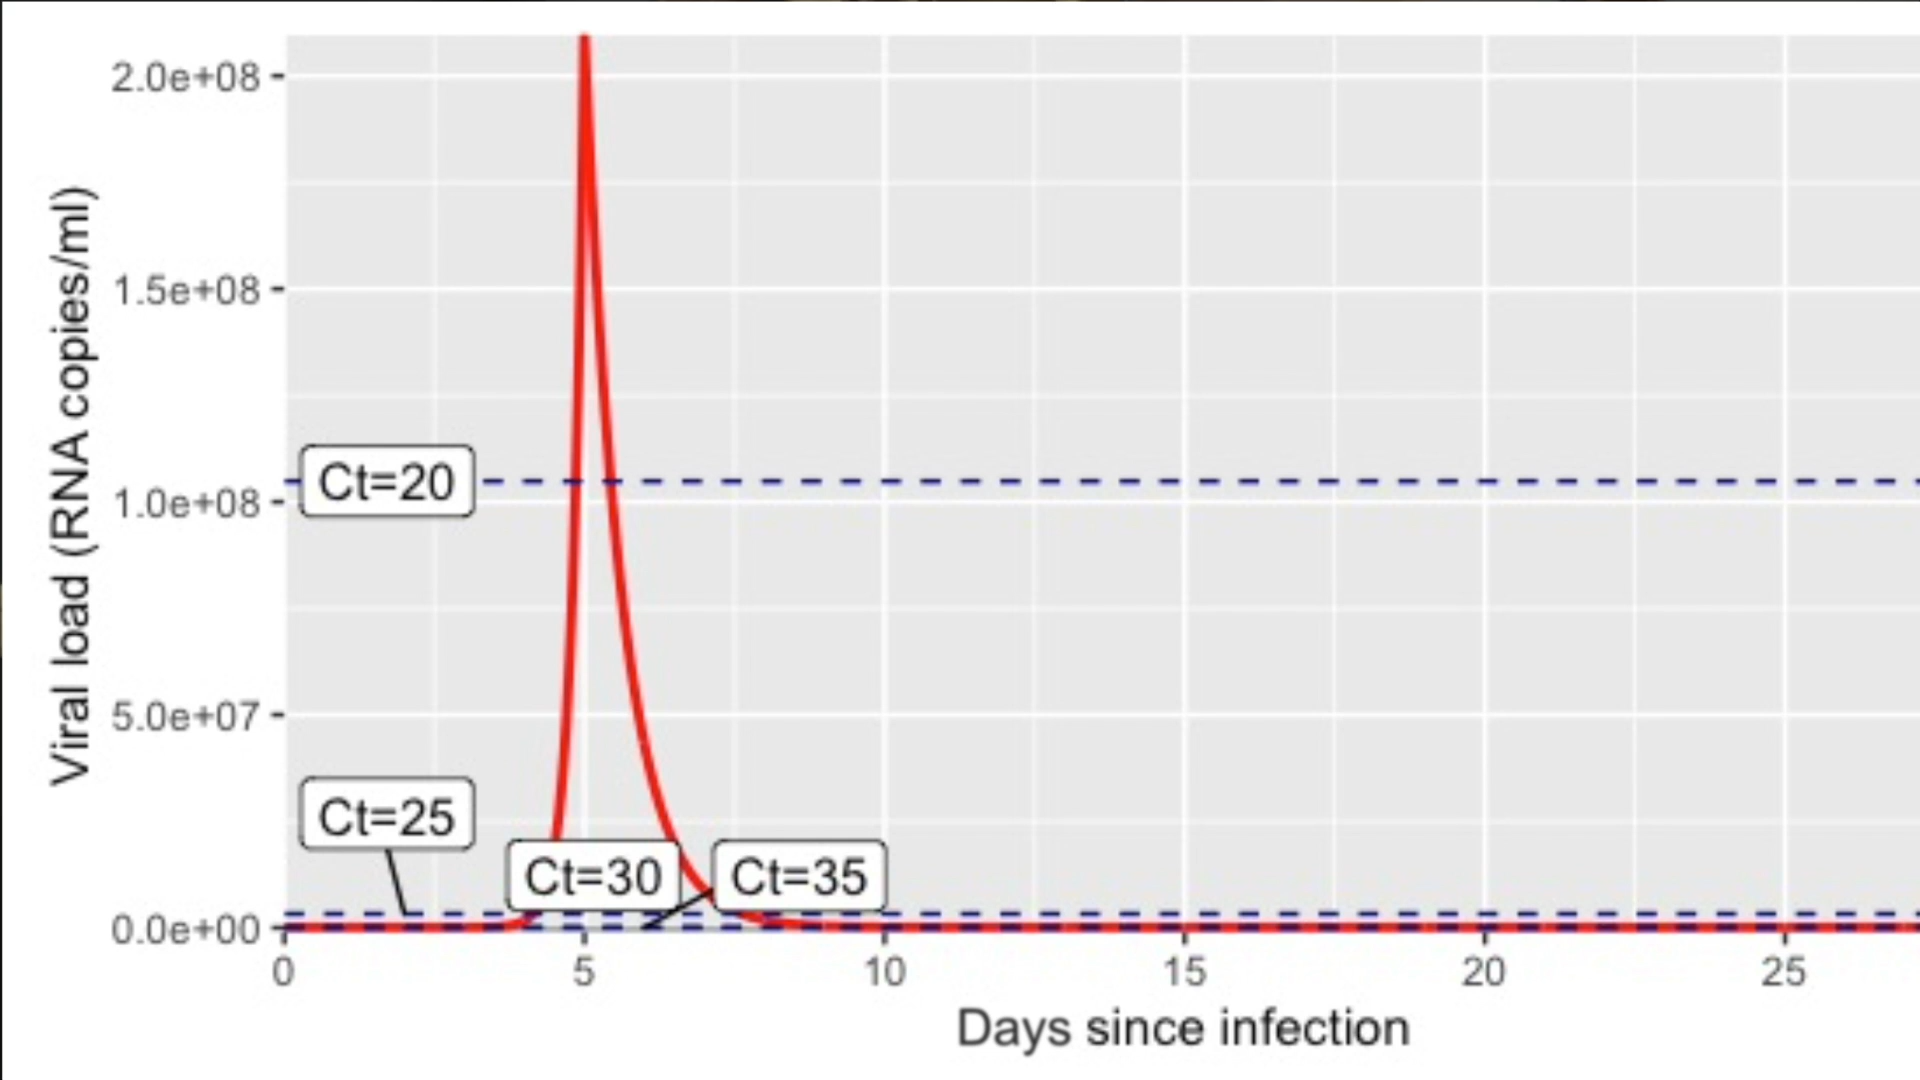 Viral load (RNA copies/ml)
2.0e+08
1.5e+08
1.0e+08
5.0e+07
0.0e+00
Ct=20
Ct=25
Ct=30
Ct=35
0
5
10
15
20
25
Days since infection